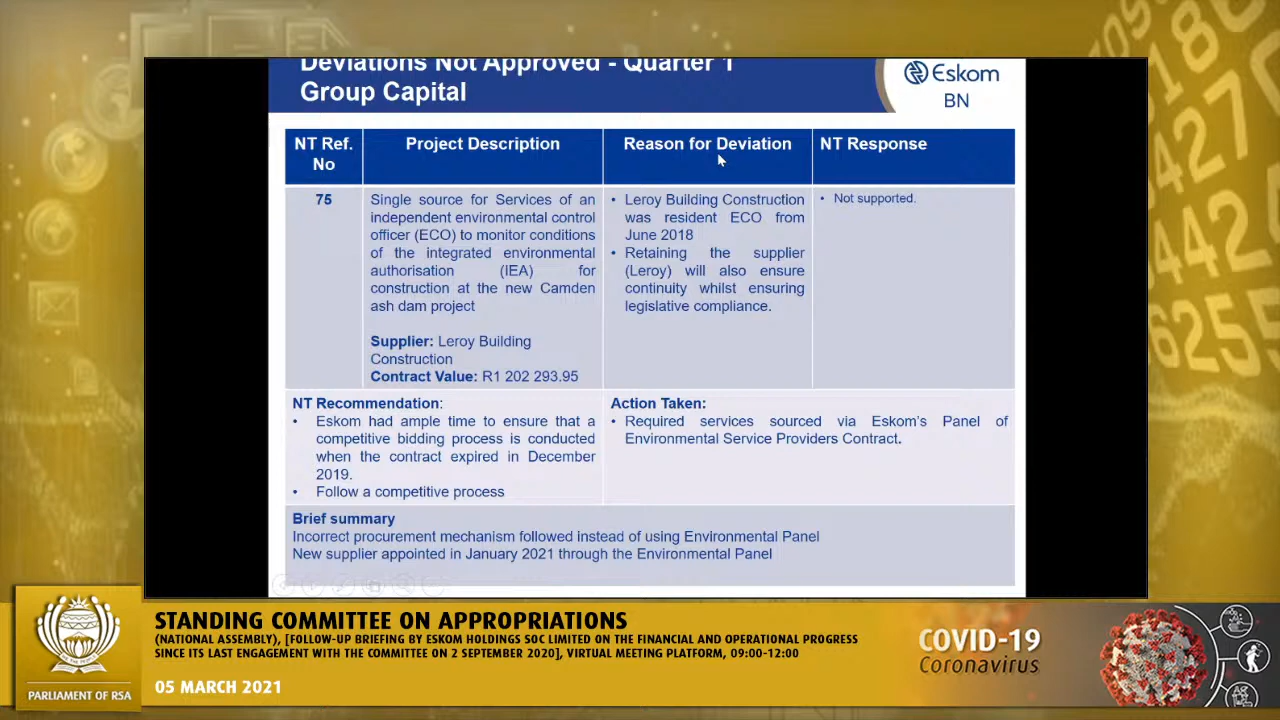 Deviations Not Approved - Quarter 1
Group Capital
Eskom
BN
NT Ref. No
Project Description
Reason for Deviation
NT Response
75
Single source for Services of an
independent environmental control
officer (ECO) to monitor conditions
of the integrated environmental
authorisation (IEA) for
construction at the new Camden
ash dam project
Supplier: Leroy Building
Construction
Contract Value: R1 202 293.95
• Leroy Building Construction
was resident ECO from
June 2018
• Retaining the supplier
(Leroy) will also ensure
continuity whilst ensuring
legislative compliance.
• Not supported.
NT Recommendation:
• Eskom had ample time to ensure that a
competitive bidding process is conducted
when the contract expired in December
2019.
• Follow a competitive process
Action Taken:
• Required services sourced via Eskom's Panel of
Environmental Service Providers Contract.
Brief summary
Incorrect procurement mechanism followed instead of using Environmental Panel
New supplier appointed in January 2021 through the Environmental Panel
PARLIAMENT OF RSA
STANDING COMMITTEE ON APPROPRIATIONS
(NATIONAL ASSEMBLY), [FOLLOW-UP BRIEFING BY ESKOM HOLDINGS SOC LIMITED ON THE FINANCIAL AND OPERATIONAL PROGRESS
SINCE ITS LAST ENGAGEMENT WITH THE COMMITTEE ON 2 SEPTEMBER 2020], VIRTUAL MEETING PLATFORM, 09:00-12:00
05 MARCH 2021
COVID-19
Coronavirus